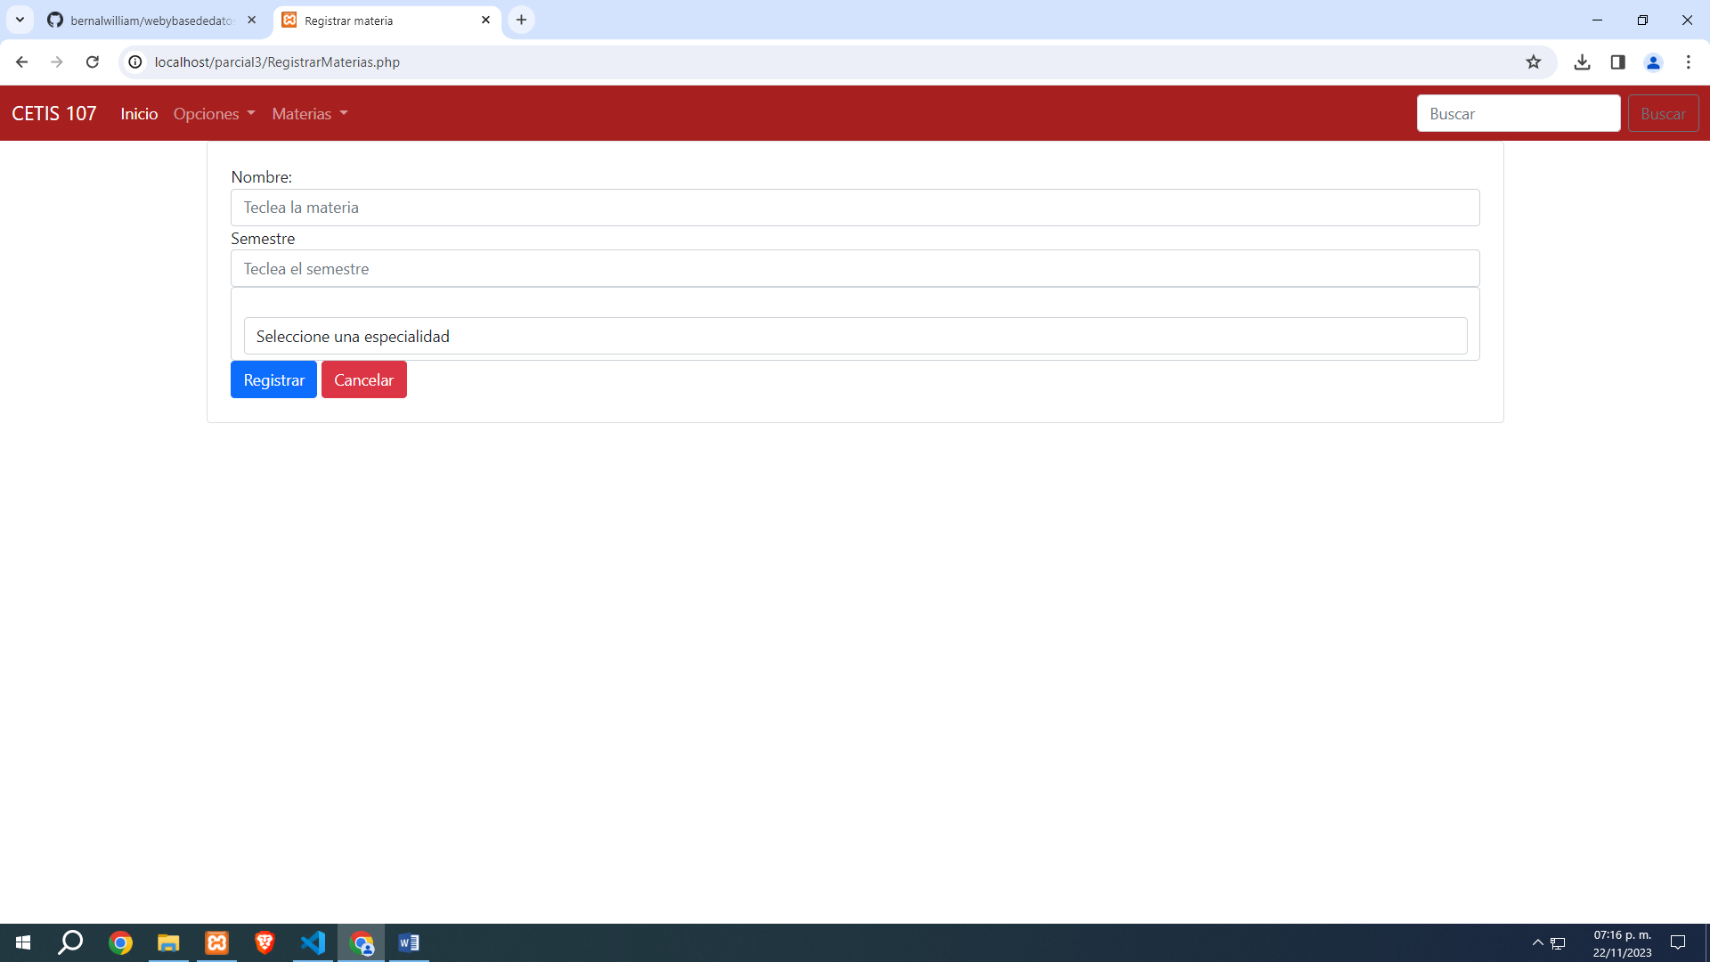 bernalwilliam/webybasededatos
Registrar materia
localhost/parcial3/RegistrarMaterias.php
CETIS 107
Inicio
Opciones
Materias
Buscar
Buscar
Nombre:
Teclea la materia
Semestre
Teclea el semestre
Seleccione una especialidad
Registrar
Cancelar
07:16 p. m.
22/11/2023